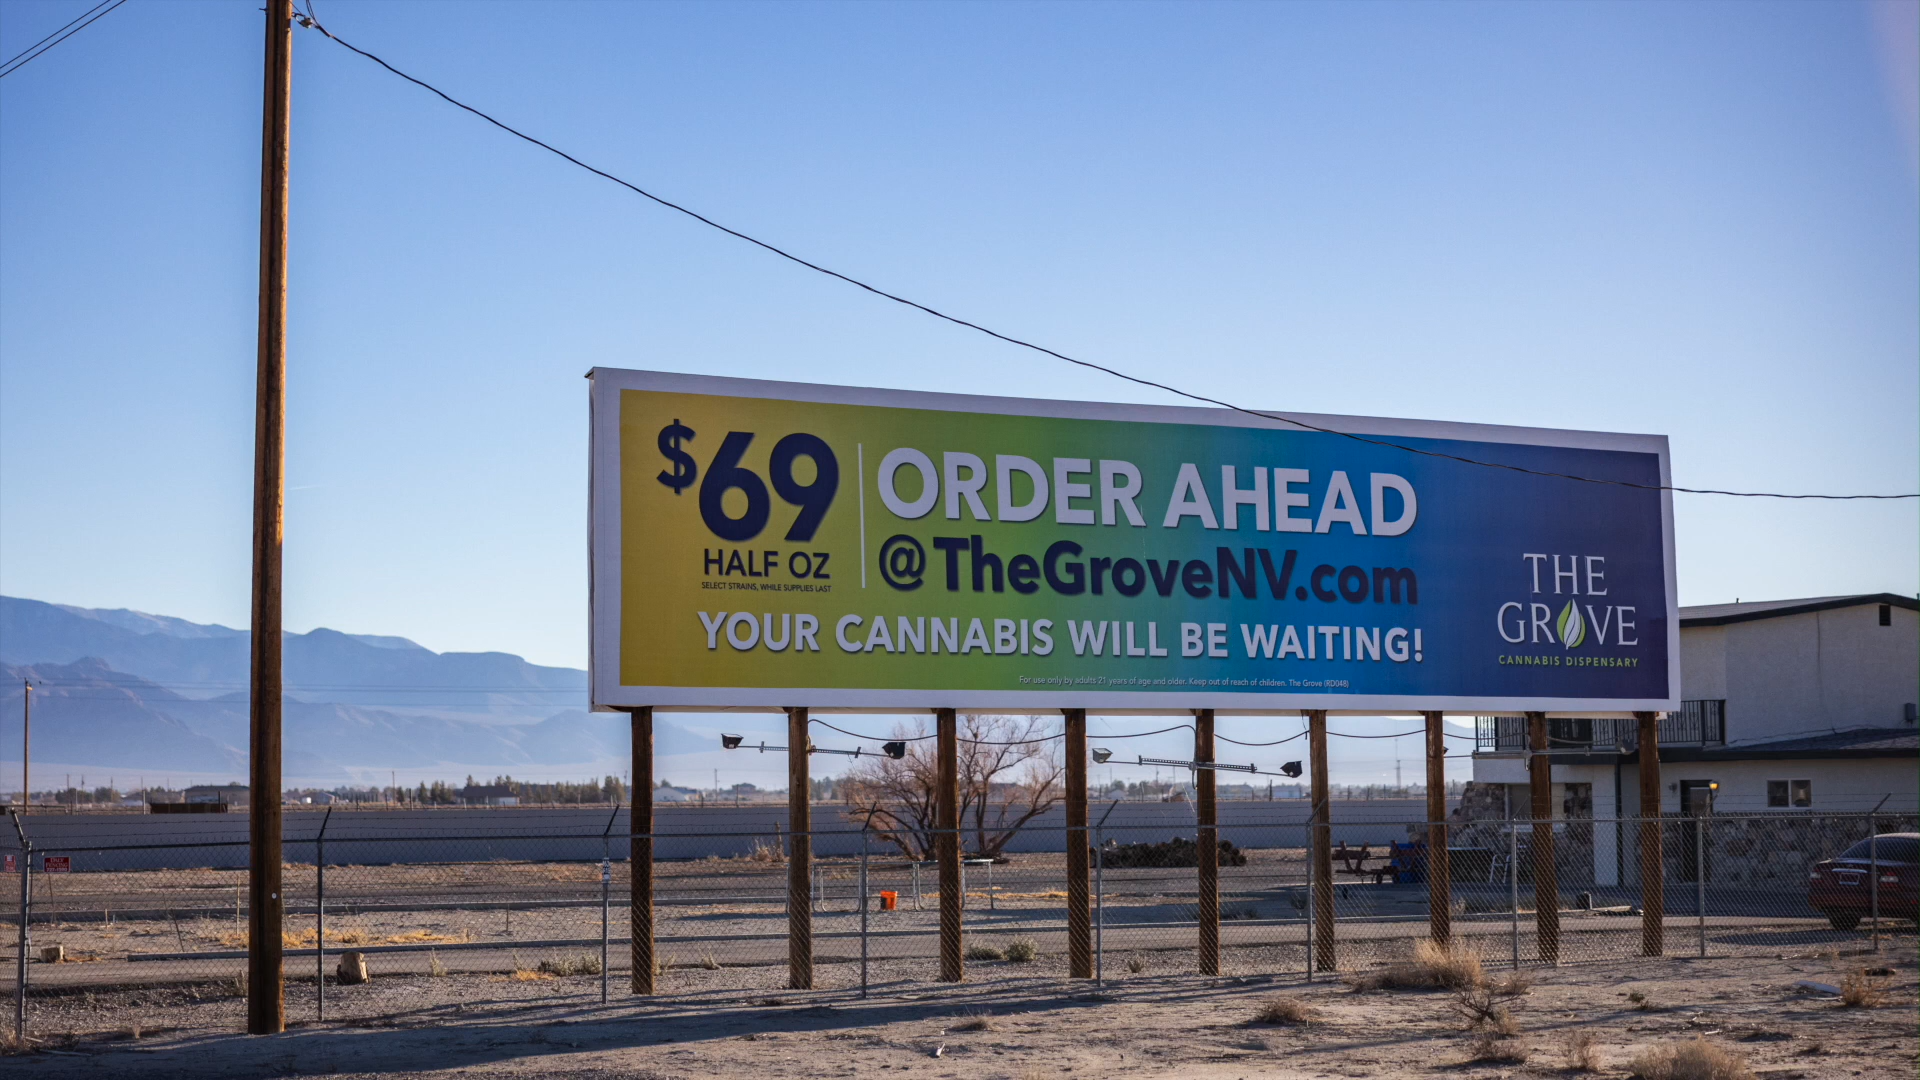 $69
HALF OZ
SELECT STRAINS, WHILE SUPPLIES LAST
ORDER AHEAD
@TheGroveNV.com
YOUR CANNABIS WILL BE WAITING!
For use only by adults 21 years of age and older. Keep out of reach of children. The Grove (RD048)
THE
GROVE
CANNABIS DISPENSARY